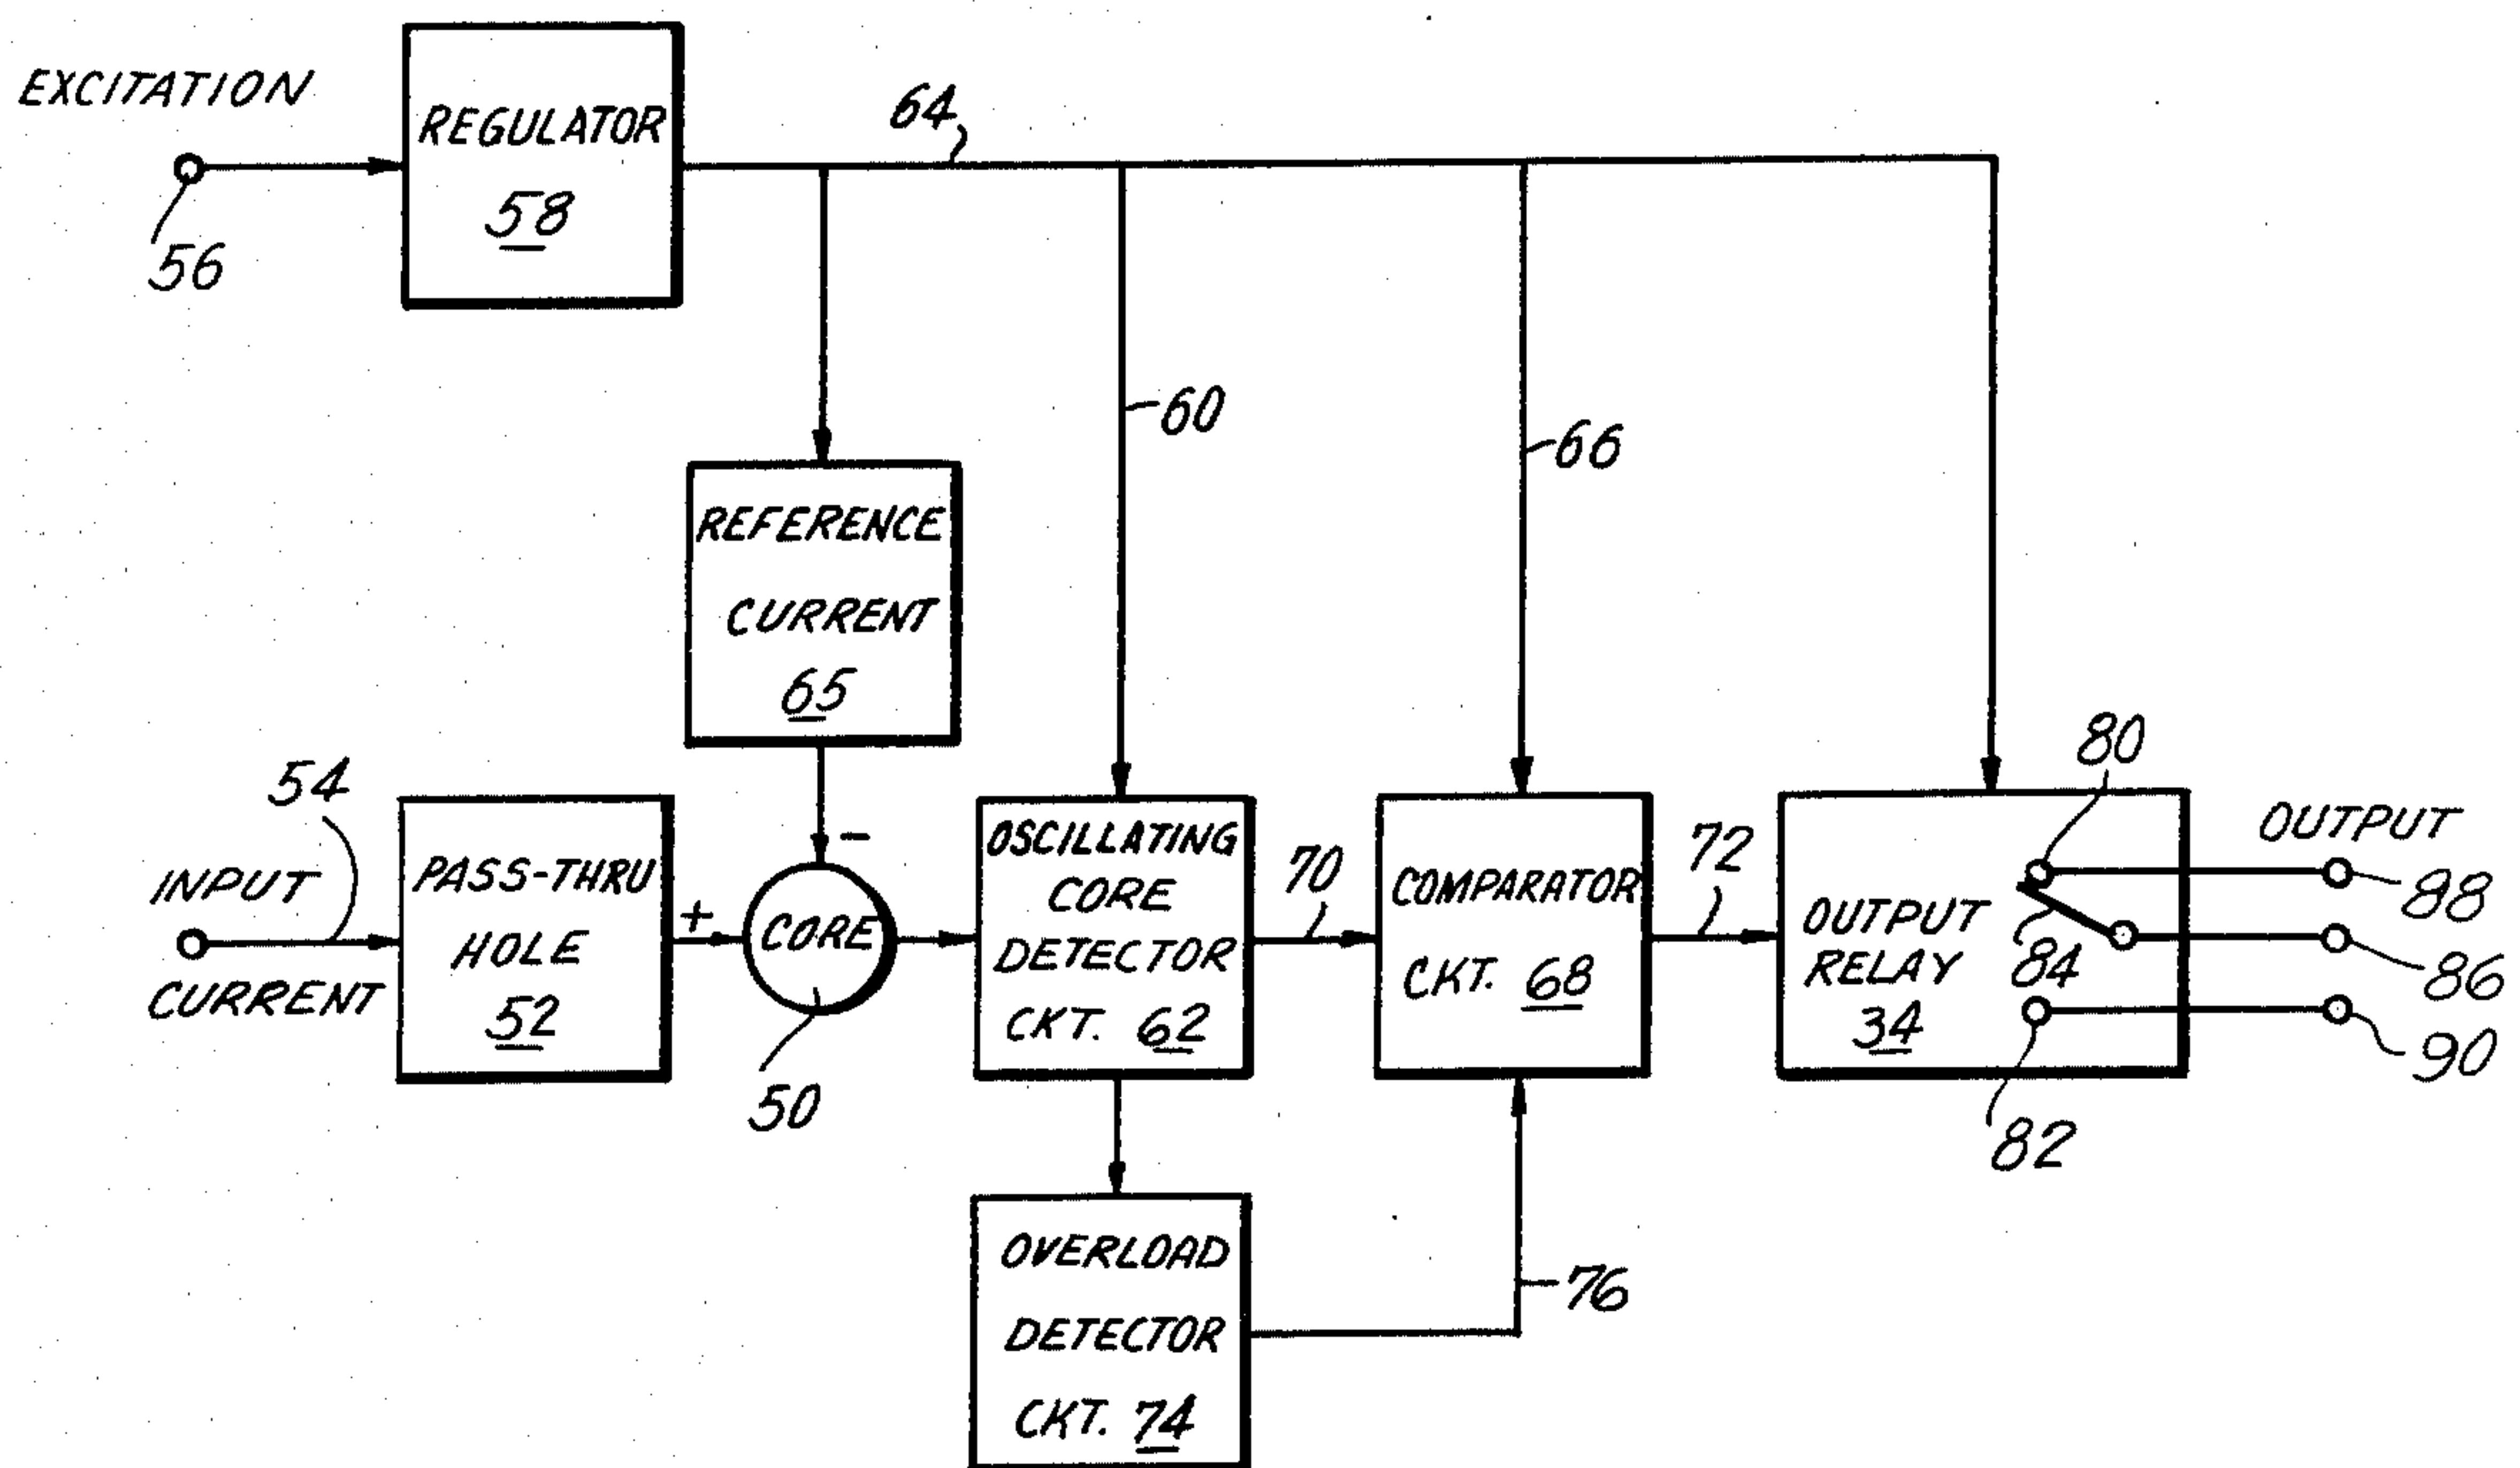 EXCITATION
56
REGULATOR
58
64
60
66
REFERENCE
CURRENT
65
54
INPUT
CURRENT
PASS-THRU
HOLE
52
+
-
CORE
50
OSCILLATING
CORE
DETECTOR
CKT. 62
70
COMPARATOR
CKT. 68
72
OUTPUT
RELAY
34
80
84
82
OUTPUT
88
86
90
OVERLOAD
DETECTOR
CKT. 74
76